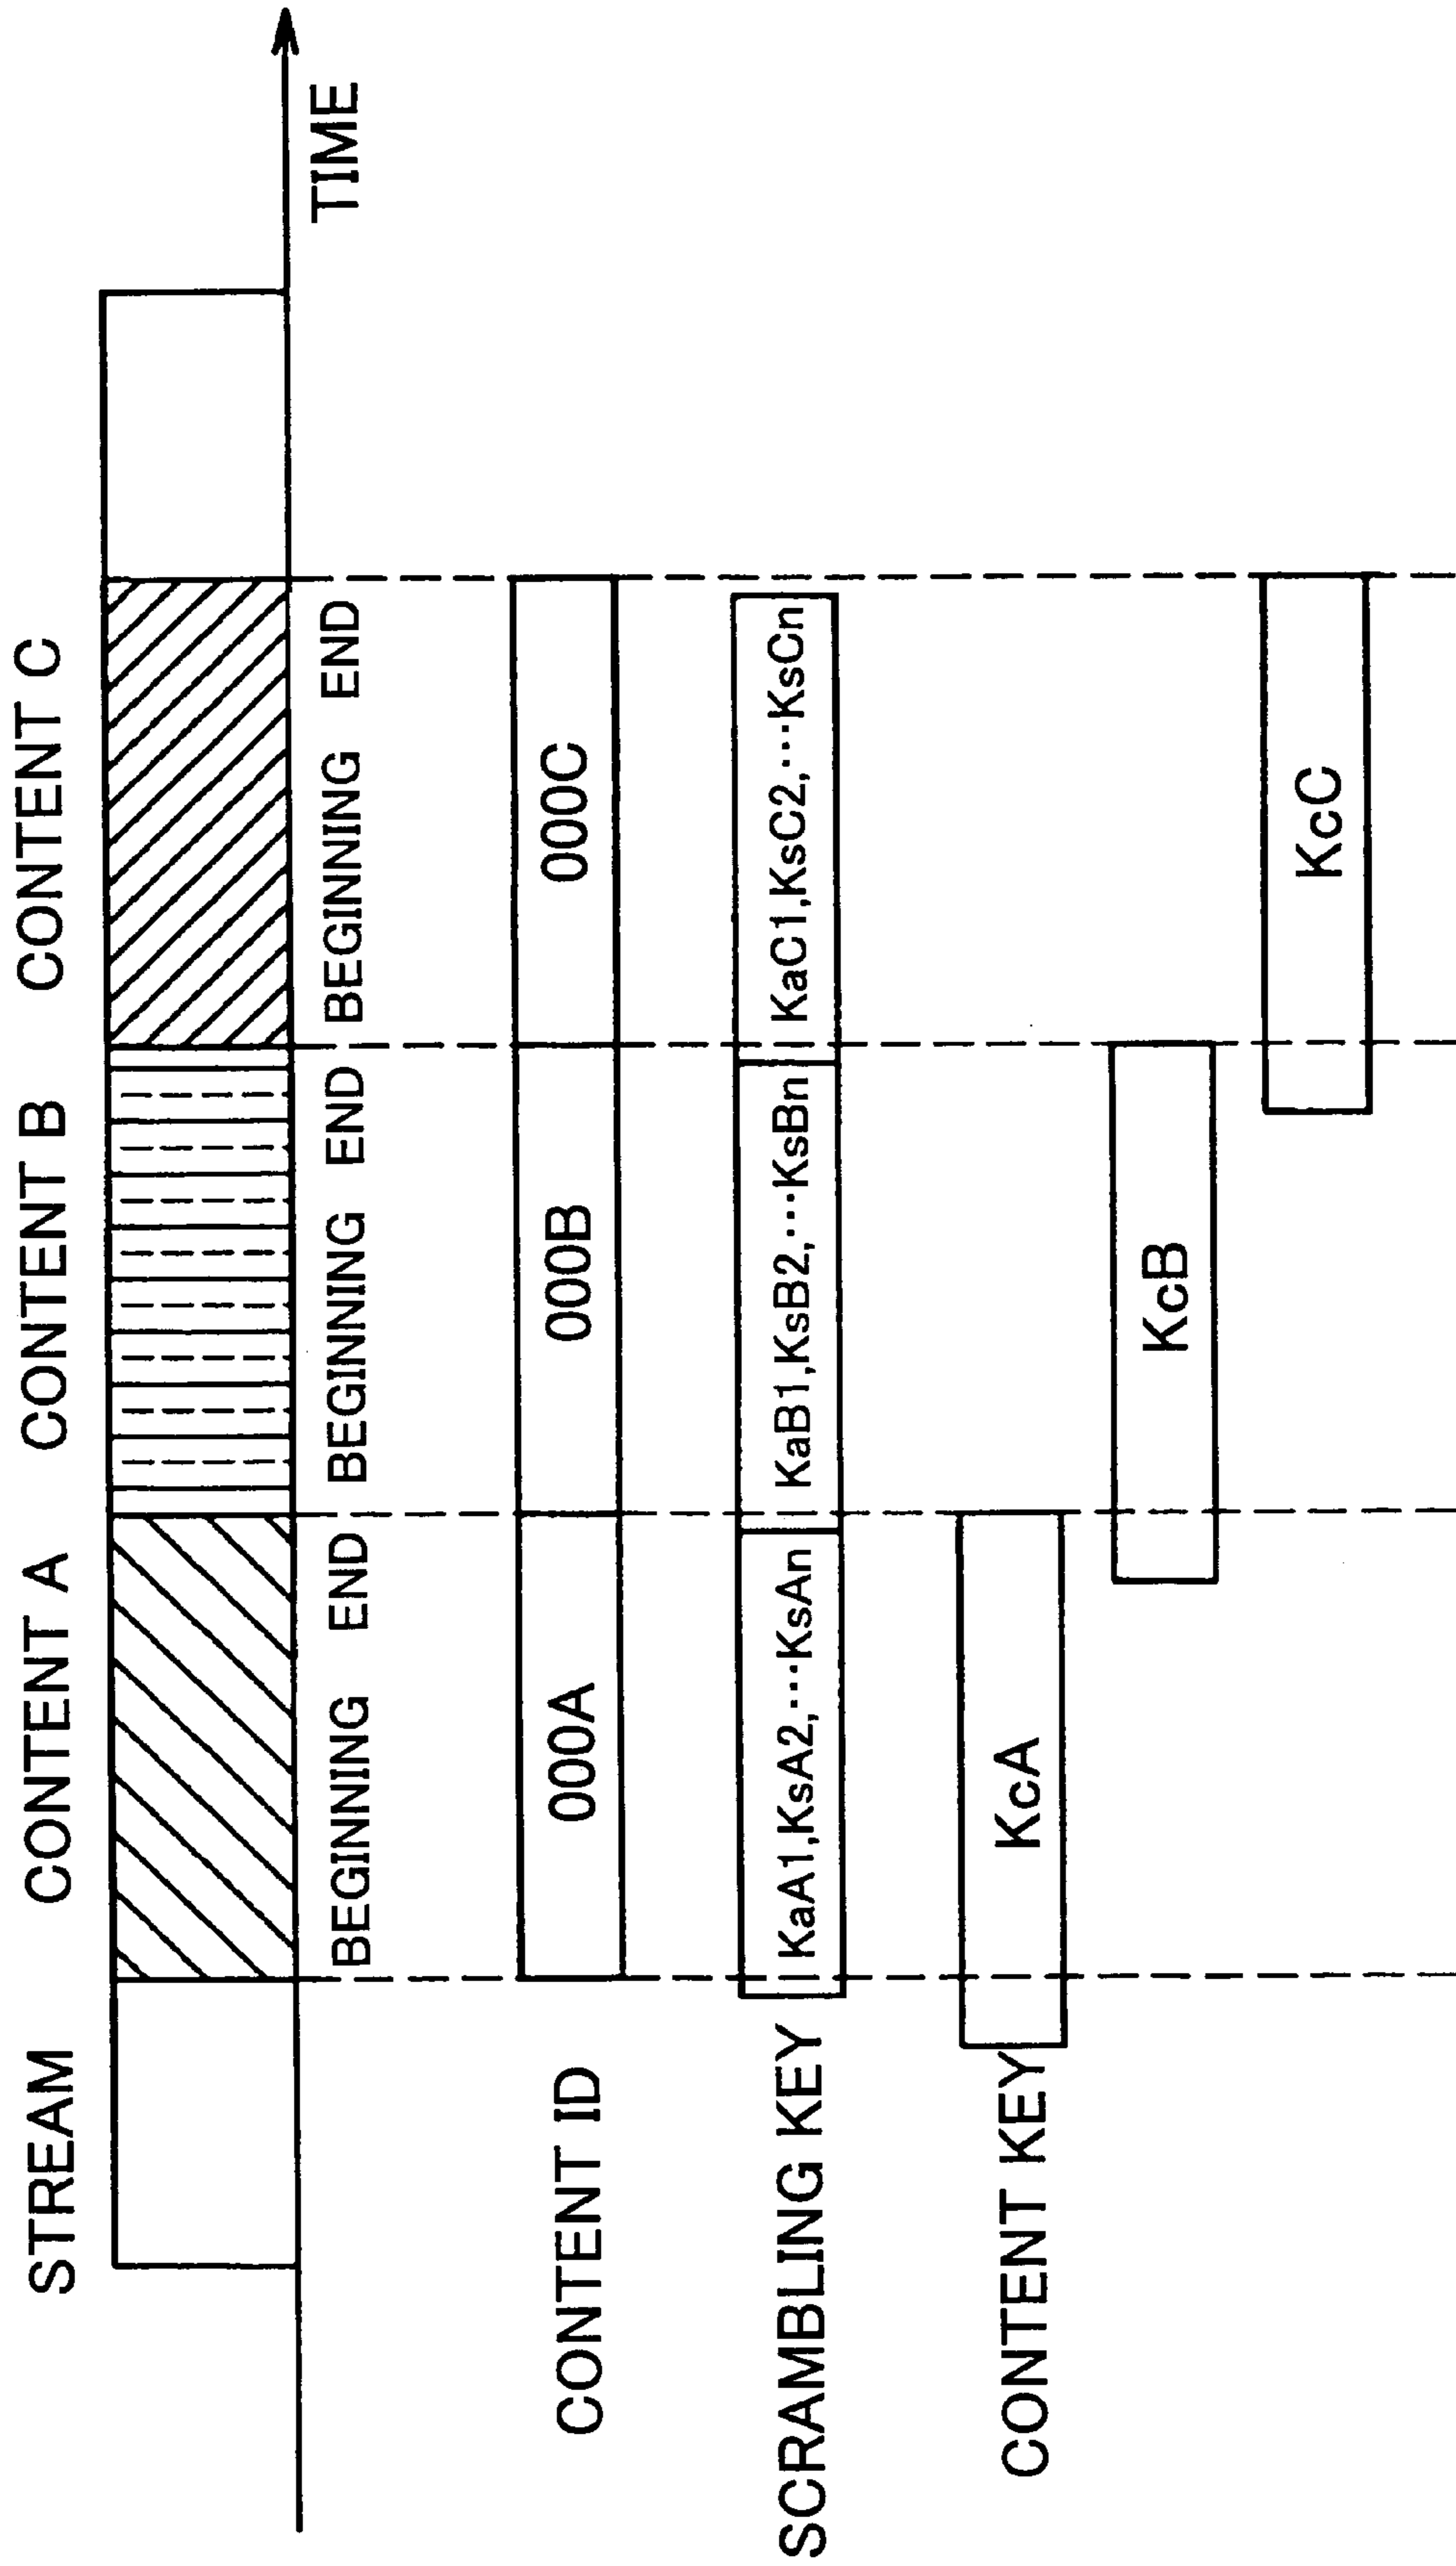 STREAM CONTENT A CONTENT B CONTENT C
TIME
BEGINNING END BEGINNING END BEGINNING END
CONTENT ID 000A 000B 000C
SCRAMBLING KEY KaA1,KsA2,···KsAn KaB1,KsB2,···KsBn KaC1,KsC2,···KsCn
CONTENT KEY KcA
KcB
KcC